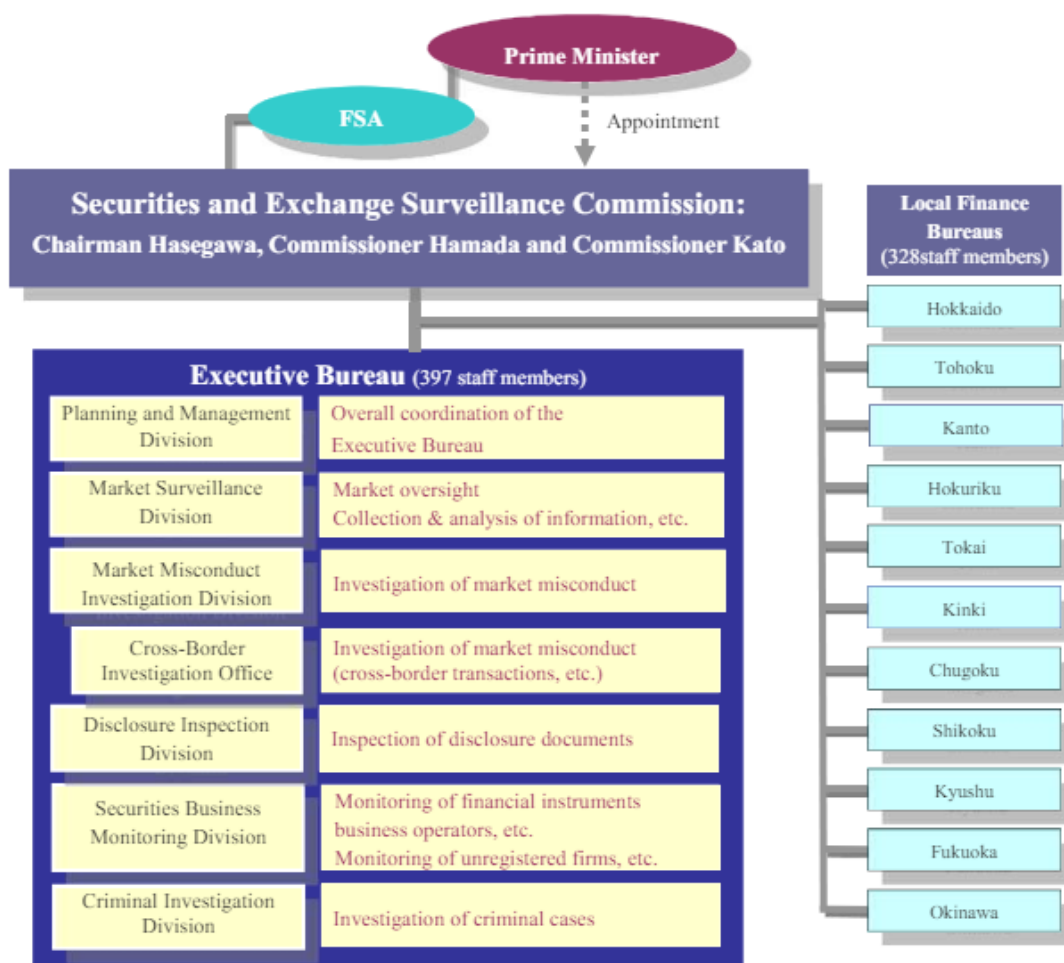 Prime Minister
FSA
Appointment
Securities and Exchange Surveillance Commission:
Chairman Hasegawa, Commissioner Hamada and Commissioner Kato
Executive Bureau (397 staff members)
Planning and Management
Division
Overall coordination of the
Executive Bureau
Market Surveillance
Division
Market oversight
Collection & analysis of information, etc.
Market Misconduct
Investigation Division
Investigation of market misconduct
Cross-Border
Investigation Office
Investigation of market misconduct
(cross-border transactions, etc.)
Disclosure Inspection
Division
Inspection of disclosure documents
Securities Business
Monitoring Division
Monitoring of financial instruments
business operators, etc.
Monitoring of unregistered firms, etc.
Criminal Investigation
Division
Investigation of criminal cases
Local Finance
Bureaus
(328staff members)
Hokkaido
Tohoku
Kanto
Hokuriku
Tokai
Kinki
Chugoku
Shikoku
Kyushu
Fukuoka
Okinawa